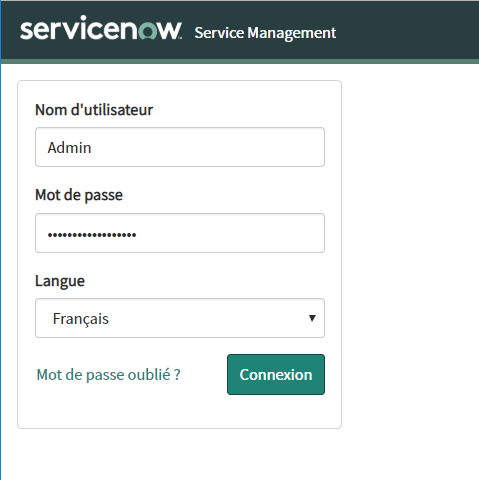 servicenow Service Management
Nom d'utilisateur
Admin
Mot de passe
••••••••••••••••••
Langue
Français
Mot de passe oublié ? Connexion